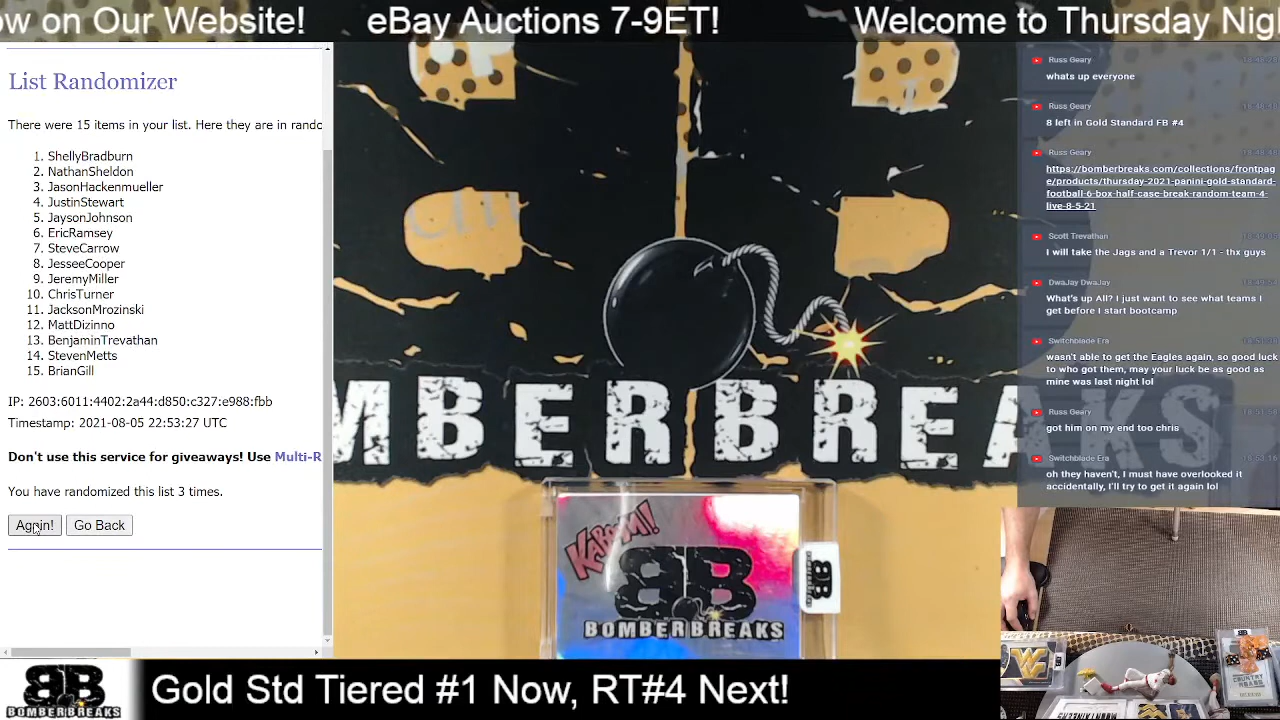 ow on Our Website!
eBay Auctions 7-9ET!
Welcome to Thursday Nig
List Randomizer
There were 15 items in your list. Here they are in rando
1. ShellyBradburn
2. NathanSheldon
3. JasonHackenmueller
4. JustinStewart
5. JaysonJohnson
6. EricRamsey
7. SteveCarrow
8. JesseeCooper
9. JeremyMiller
10. ChrisTurner
11. JacksonMrozinski
12. MattDizinno
13. BenjaminTrevathan
14. StevenMetts
15. BrianGill
IP: 2603:6011:4402:2a44:d850:c327:e988:fbb
Don't use this service for giveaways! Use Multi-R
You have randomized this list 3 times.
Again!
Go Back
MBERBREA
KABOOM!
BB
BOMBERBREAKS
BB
Russ Geary
whats up everyone
Russ Geary
8 left in Gold Standard FB #4
Russ Geary
https://bomberbreaks.com/collections/frontpag
e/products/thursday-2021-panini-gold-standard-
football-6-box-half-case-break-random-team-4-
live-8-5-21
Scott Trevathan
I will take the Jags and a Trevor 1/1 - thx guys
DwaJay DwaJay
What's up All? I just want to see what teams I
get before I start bootcamp
Switchblade Era
wasn't able to get the Eagles again, so good luck
to who got them, may your luck be as good as
mine was last night lol
Russ Geary
got him on my end too chris
Switchblade Era
oh they haven't, I must have overlooked it
accidentally, I'll try to get it again lol
BB
BOMBERBREAKS
Gold Std Tiered #1 Now, RT#4 Next!